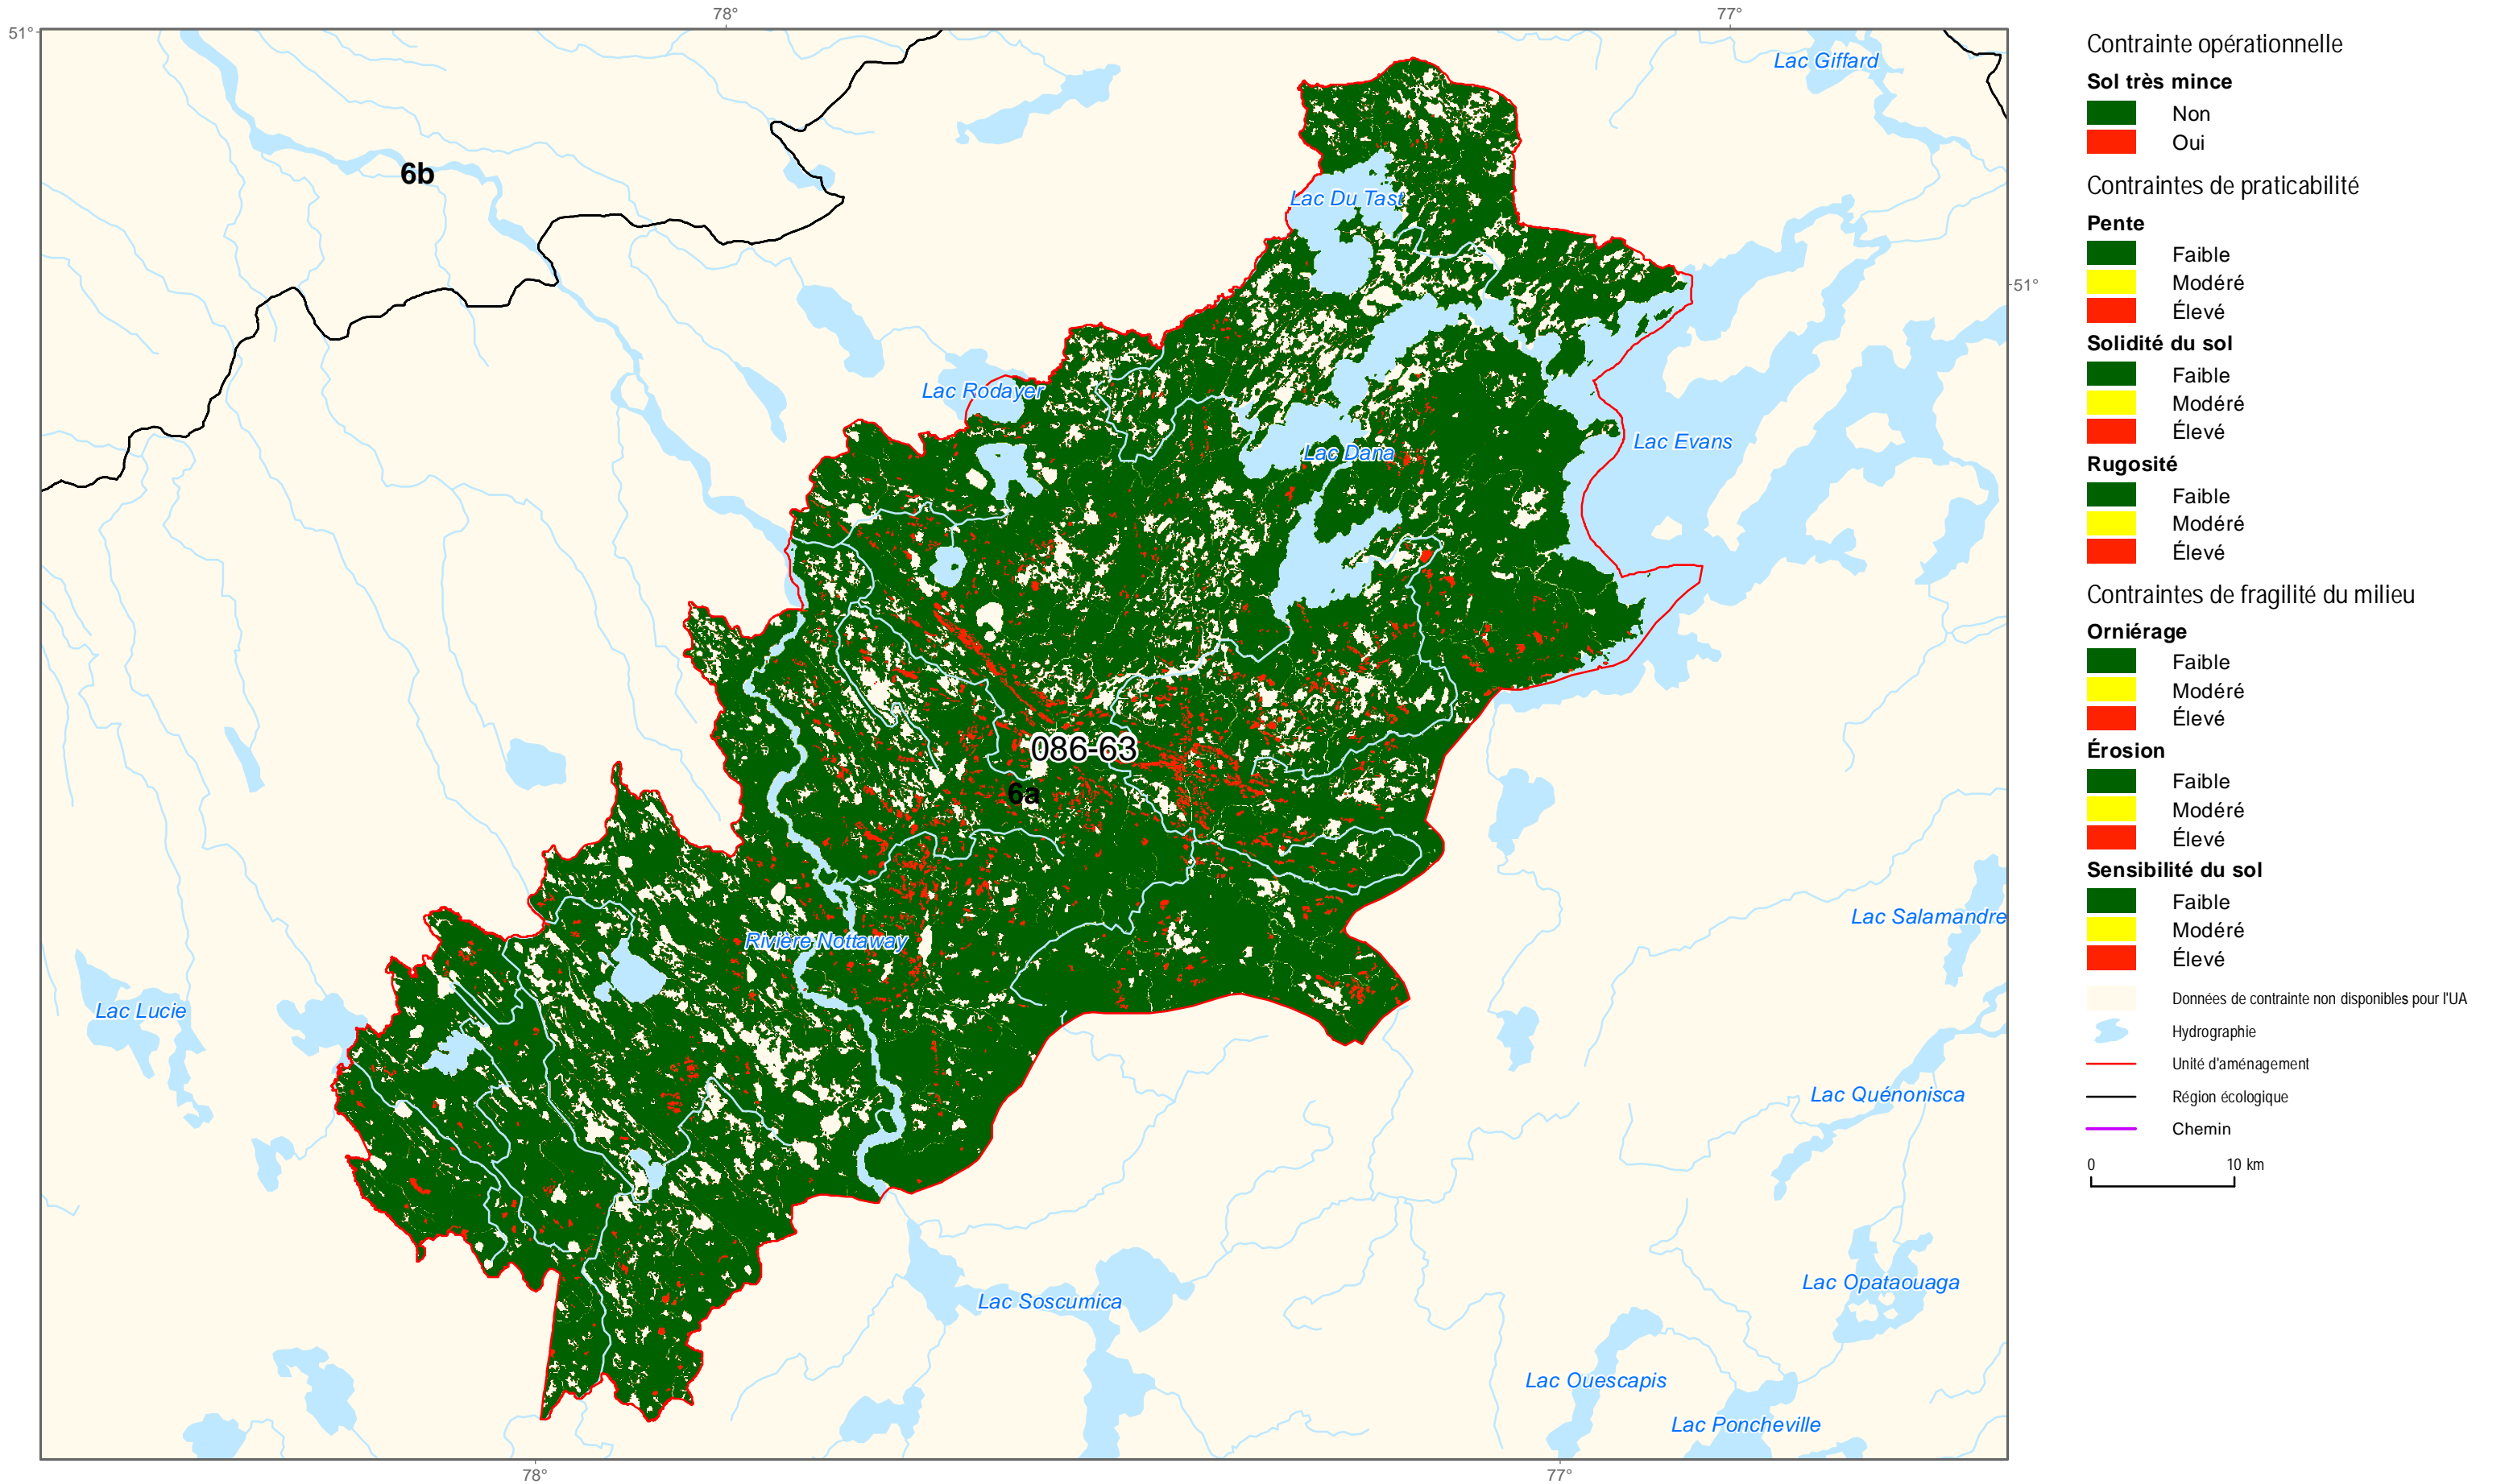 78°
77°
51°
51°
6b
Lac Giffard
Lac Du Tast
Lac Rodayer
Lac Evans
Lac Dana
086-63
6a
Lac Salamandre
Rivière Nottaway
Lac Lucie
Lac Quénonisca
Lac Opataouaga
Lac Soscumica
Lac Ouescapis
Lac Poncheville
78°
77°
Contrainte opérationnelle
Sol très mince
Non
Oui
Contraintes de praticabilité
Pente
Faible
Modéré
Élevé
Solidité du sol
Faible
Modéré
Élevé
Rugosité
Faible
Modéré
Élevé
Contraintes de fragilité du milieu
Orniérage
Faible
Modéré
Élevé
Érosion
Faible
Modéré
Élevé
Sensibilité du sol
Faible
Modéré
Élevé
Données de contrainte non disponibles pour l'UA
Hydrographie
Unité d'aménagement
Région écologique
Chemin
0 10 km